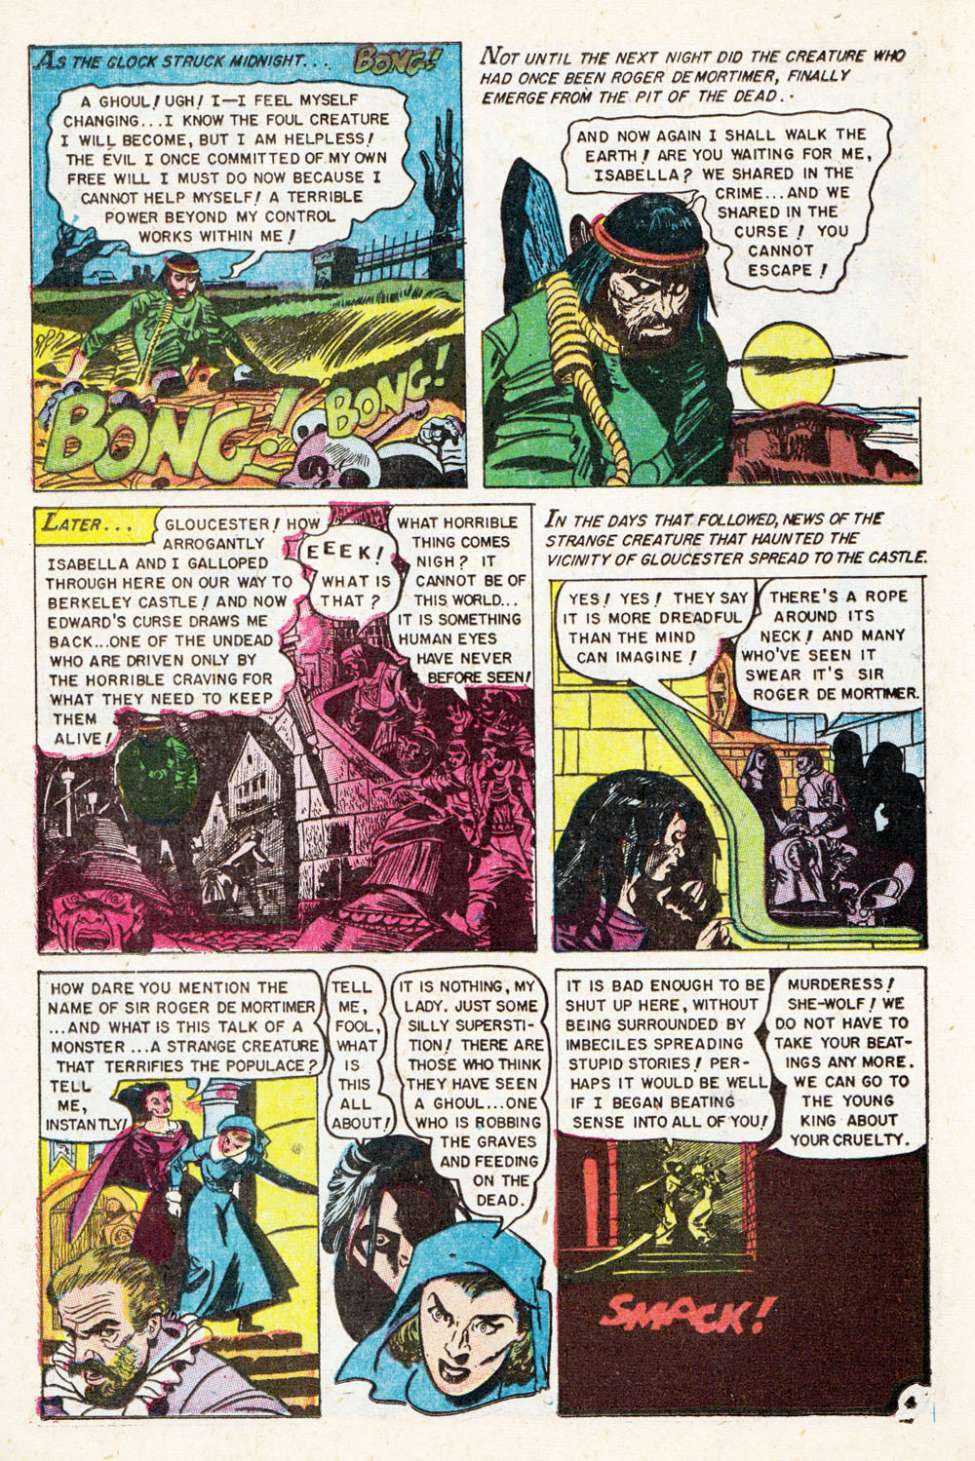 AS THE CLOCK STRUCK MIDNIGHT...
BONG!
A GHOUL! UGH! I—I FEEL MYSELF
CHANGING...I KNOW THE FOUL CREATURE
I WILL BECOME, BUT I AM HELPLESS!
THE EVIL I ONCE COMMITTED OF MY OWN
FREE WILL I MUST DO NOW BECAUSE I
CANNOT HELP MYSELF! A TERRIBLE
POWER BEYOND MY CONTROL
WORKS WITHIN ME!
BONG!
BONG!
NOT UNTIL THE NEXT NIGHT DID THE CREATURE WHO
HAD ONCE BEEN ROGER DE MORTIMER, FINALLY
EMERGE FROM THE PIT OF THE DEAD..
AND NOW AGAIN I SHALL WALK THE
EARTH! ARE YOU WAITING FOR ME,
ISABELLA? WE SHARED IN THE
CRIME...AND WE
SHARED IN THE
CURSE! YOU
CANNOT
ESCAPE!
LATER...
GLOUCESTER! HOW
ARROGANTLY
ISABELLA AND I GALLOPED
THROUGH HERE ON OUR WAY TO
BERKELEY CASTLE! AND NOW
EDWARD'S CURSE DRAWS ME
BACK...ONE OF THE UNDEAD
WHO ARE DRIVEN ONLY BY
THE HORRIBLE CRAVING FOR
WHAT THEY NEED TO KEEP
THEM
ALIVE!
EEEK!
WHAT IS
THAT?
WHAT HORRIBLE
THING COMES
NIGH? IT
CANNOT BE OF
THIS WORLD...
IT IS SOMETHING
HUMAN EYES
HAVE NEVER
BEFORE SEEN!
IN THE DAYS THAT FOLLOWED, NEWS OF THE
STRANGE CREATURE THAT HAUNTED THE
VICINITY OF GLOUCESTER SPREAD TO THE CASTLE.
YES! YES! THEY SAY
IT IS MORE DREADFUL
THAN THE MIND
CAN IMAGINE!
THERE'S A ROPE
AROUND ITS
NECK! AND MANY
WHO'VE SEEN IT
SWEAR IT'S SIR
ROGER DE MORTIMER.
HOW DARE YOU MENTION THE
NAME OF SIR ROGER DE MORTIMER
...AND WHAT IS THIS TALK OF A
MONSTER...A STRANGE CREATURE
THAT TERRIFIES THE POPULACE?
TELL
ME,
INSTANTLY!
TELL
ME,
FOOL,
WHAT
IS
THIS
ALL
ABOUT!
IT IS NOTHING, MY
LADY. JUST SOME
SILLY SUPERSTI-
TION! THERE ARE
THOSE WHO THINK
THEY HAVE SEEN
A GHOUL...ONE
WHO IS ROBBING
THE GRAVES
AND FEEDING
ON THE
DEAD.
IT IS BAD ENOUGH TO BE
SHUT UP HERE, WITHOUT
BEING SURROUNDED BY
IMBECILES SPREADING
STUPID STORIES! PER-
HAPS IT WOULD BE WELL
IF I BEGAN BEATING
SENSE INTO ALL OF YOU!
MURDERESS!
SHE-WOLF! WE
DO NOT HAVE TO
TAKE YOUR BEAT-
INGS ANY MORE.
WE CAN GO TO
THE YOUNG
KING ABOUT
YOUR CRUELTY.
SMACK!
4